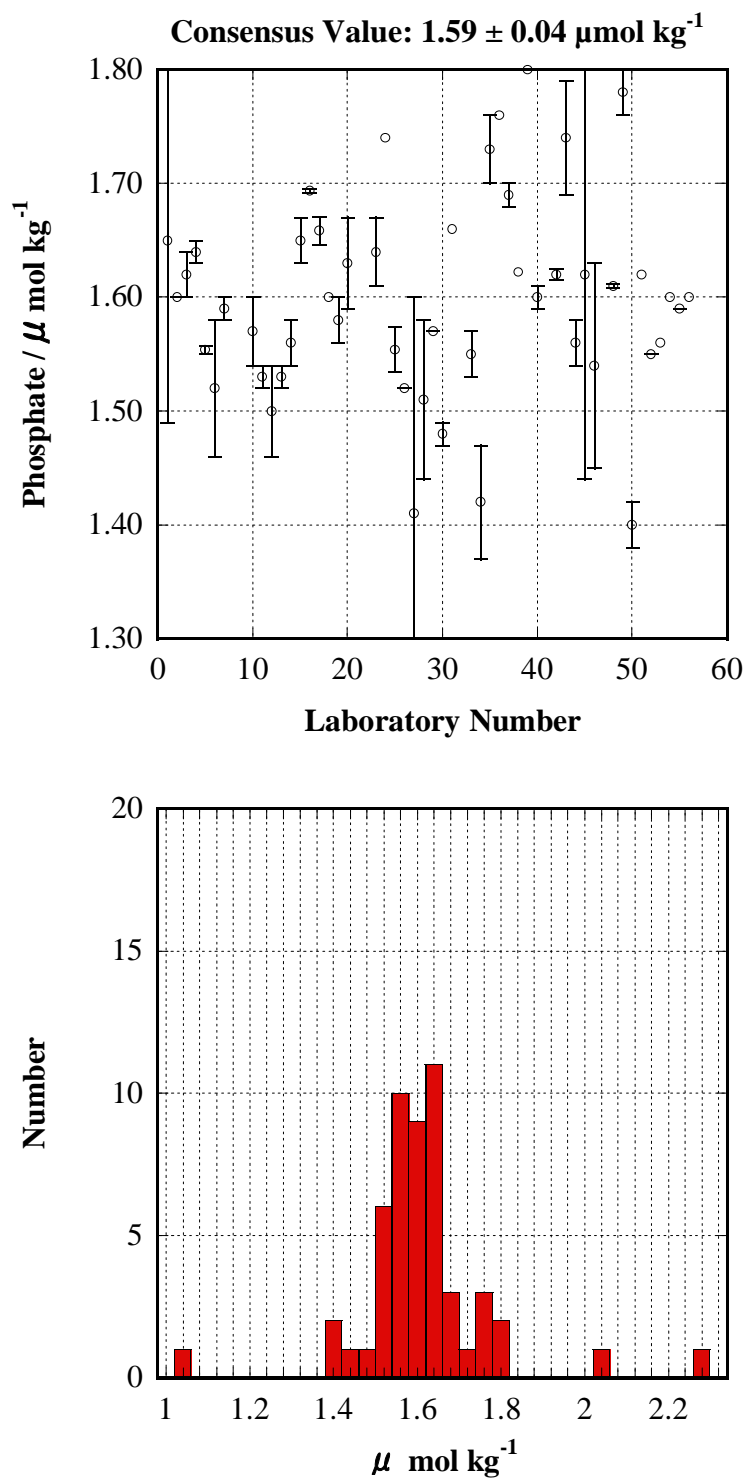 Consensus Value: 1.59 ± 0.04 µmol kg-1
1.80
1.70
1.60
1.50
1.40
1.30
Phosphate / μ mol kg-1
0 10 20 30 40 50 60
Laboratory Number
20
15
10
5
0
Number
1 1.2 1.4 1.6 1.8 2 2.2
μ mol kg-1